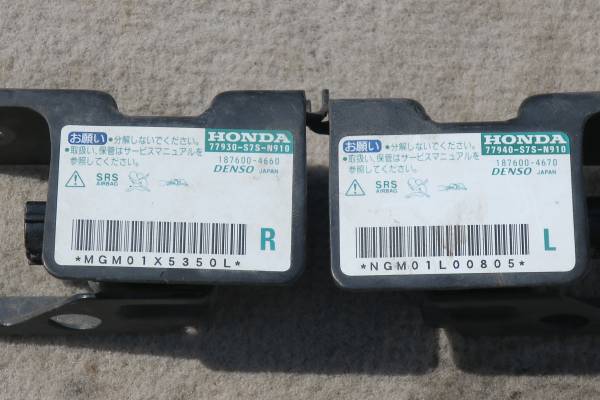 お願い
•分解しないでください。
•取扱い、保管はサービスマニュアルを
参照してください。
SRS
AIRBAG
HONDA
77930-S7S-N910
187600-4660
DENSO JAPAN
R
*MGM01X5350L*
お願い
•分解しないでください。
•取扱い、保管はサービスマニュアルを
参照してください。
SRS
AIRBAG
HONDA
77940-S7S-N910
187600-4670
DENSO JAPAN
L
*NGM01L00805*